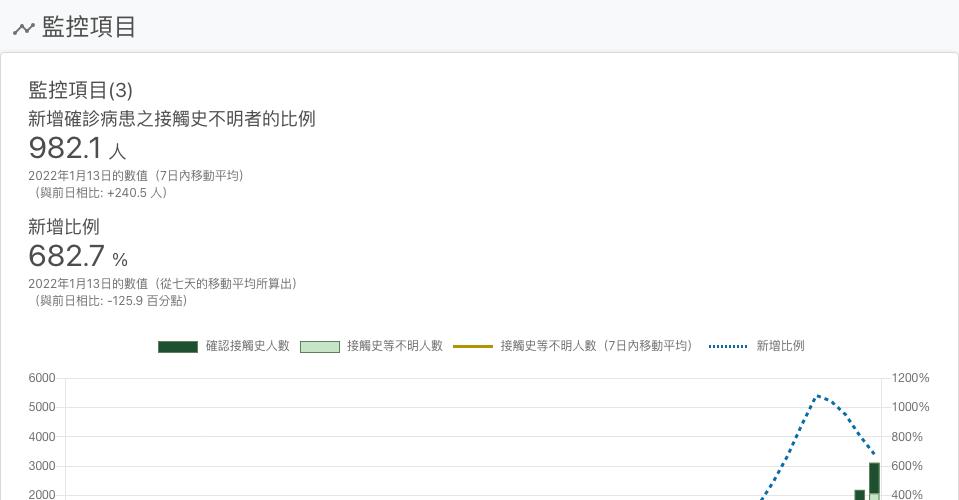 監控項目
監控項目(3)
新增確診病患之接觸史不明者的比例
982.1 人
2022年1月13日的數值（7日內移動平均）
（與前日相比: +240.5 人）
新增比例
682.7 %
2022年1月13日的數值（從七天的移動平均所算出）
（與前日相比: -125.9 百分點）
確認接觸史人數 接觸史等不明人數 接觸史等不明人數（7日內移動平均） 新增比例
6000 1200%
5000 1000%
4000 800%
3000 600%
2000 400%